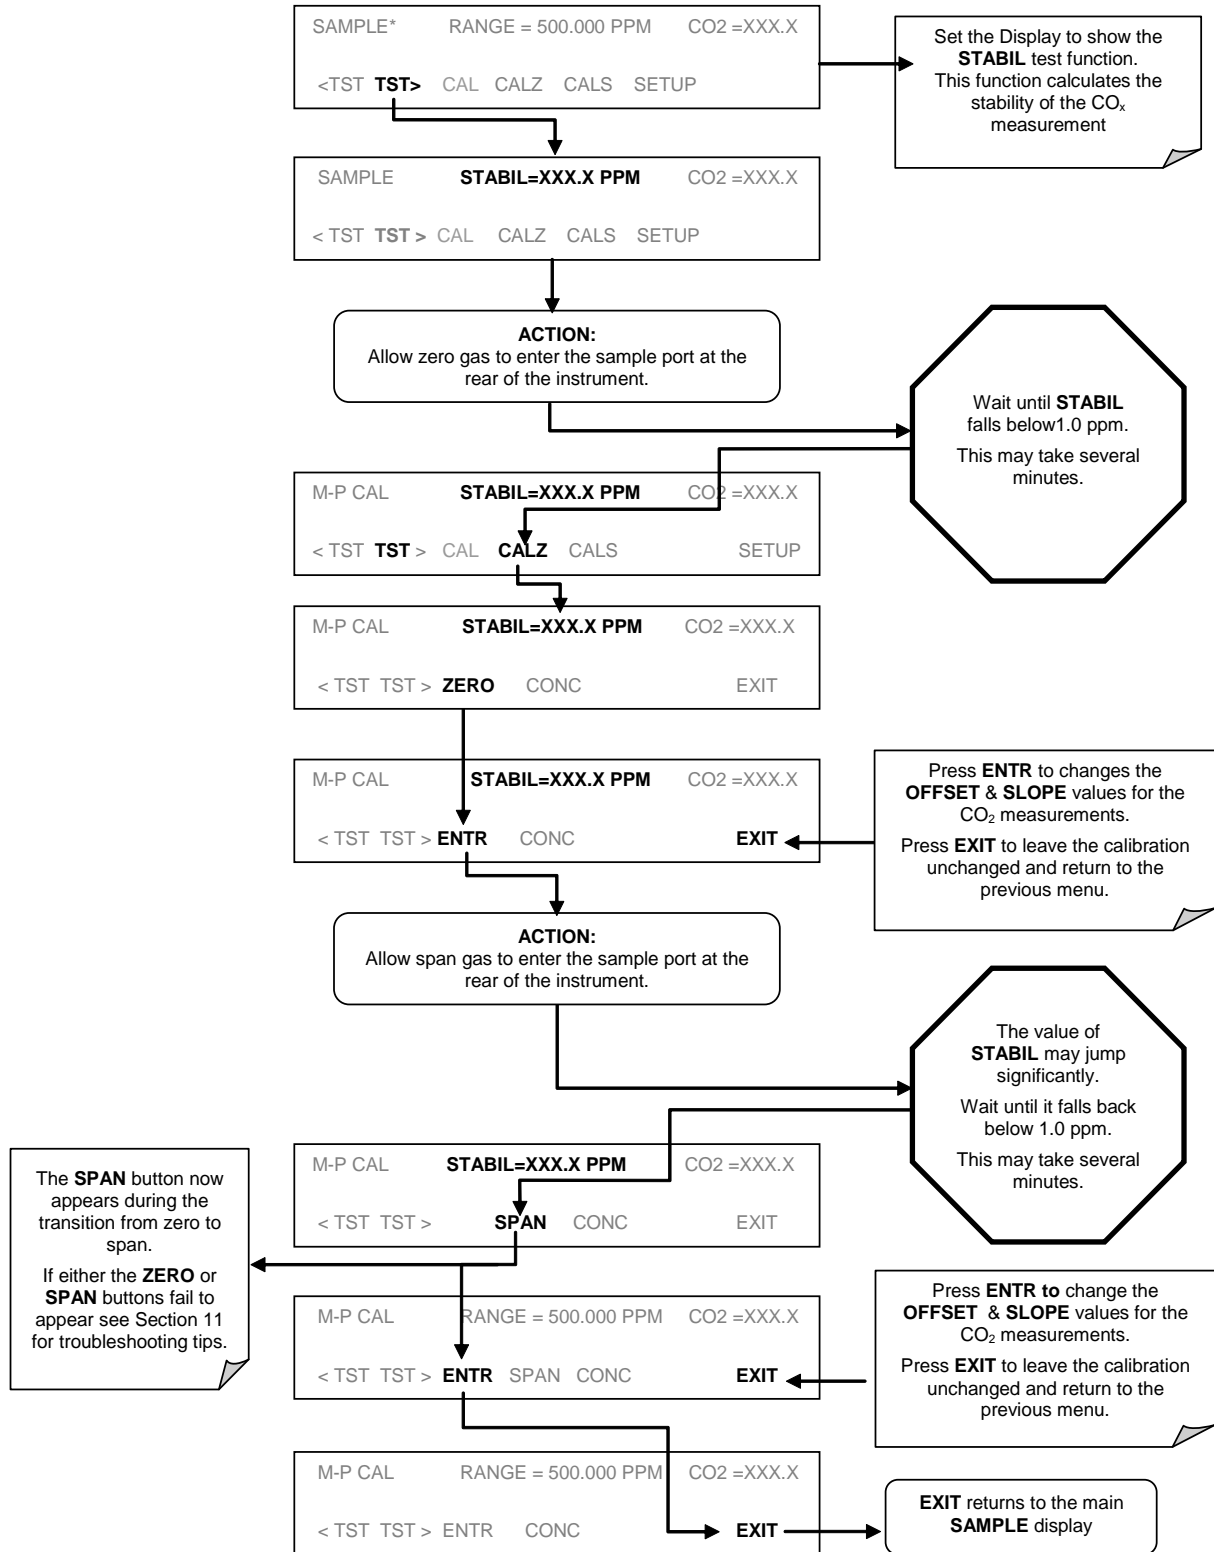 SAMPLE* RANGE = 500.000 PPM CO2 =XXX.X
<TST TST> CAL CALZ CALS SETUP
Set the Display to show the
STABIL test function.
This function calculates the
stability of the COx
measurement
SAMPLE STABIL=XXX.X PPM CO2 =XXX.X
< TST TST > CAL CALZ CALS SETUP
ACTION:
Allow zero gas to enter the sample port at the
rear of the instrument.
Wait until STABIL
falls below1.0 ppm.
This may take several
minutes.
M-P CAL STABIL=XXX.X PPM CO2 =XXX.X
< TST TST > CAL CALZ CALS SETUP
M-P CAL STABIL=XXX.X PPM CO2 =XXX.X
< TST TST > ZERO CONC EXIT
M-P CAL STABIL=XXX.X PPM CO2 =XXX.X
< TST TST > ENTR CONC EXIT
Press ENTR to changes the
OFFSET & SLOPE values for the
CO2 measurements.
Press EXIT to leave the calibration
unchanged and return to the
previous menu.
ACTION:
Allow span gas to enter the sample port at the
rear of the instrument.
The value of
STABIL may jump
significantly.
Wait until it falls back
below 1.0 ppm.
This may take several
minutes.
M-P CAL STABIL=XXX.X PPM CO2 =XXX.X
< TST TST > SPAN CONC EXIT
The SPAN button now
appears during the
transition from zero to
span.
If either the ZERO or
SPAN buttons fail to
appear see Section 11
for troubleshooting tips.
M-P CAL RANGE = 500.000 PPM CO2 =XXX.X
< TST TST > ENTR SPAN CONC EXIT
Press ENTR to change the
OFFSET & SLOPE values for the
CO2 measurements.
Press EXIT to leave the calibration
unchanged and return to the
previous menu.
M-P CAL RANGE = 500.000 PPM CO2 =XXX.X
< TST TST > ENTR CONC EXIT
EXIT returns to the main
SAMPLE display